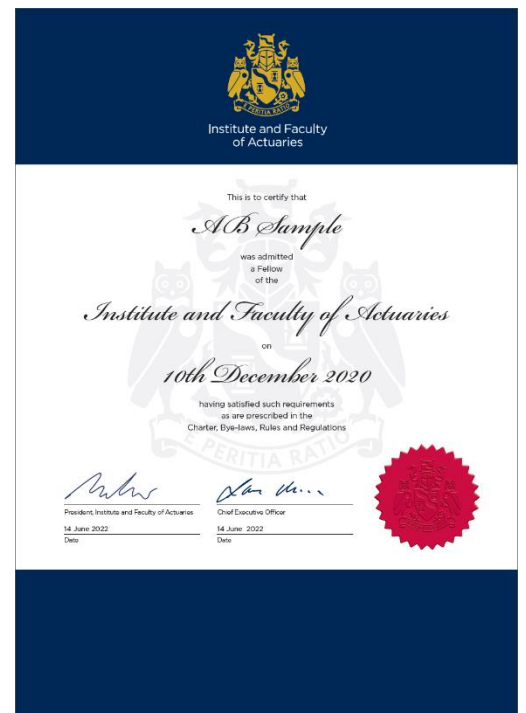 E PERITIA RATIO
Institute and Faculty
of Actuaries
This is to certify that
AB Sample
was admitted
a Fellow
of the
Institute and Faculty of Actuaries
on
10th December 2020
having satisfied such requirements
as are prescribed in the
Charter, Bye-laws, Rules and Regulations
E PERITIA RATIO
President, Institute and Faculty of Actuaries
Chief Executive Officer
14 June 2022
14 June 2022
Date
Date